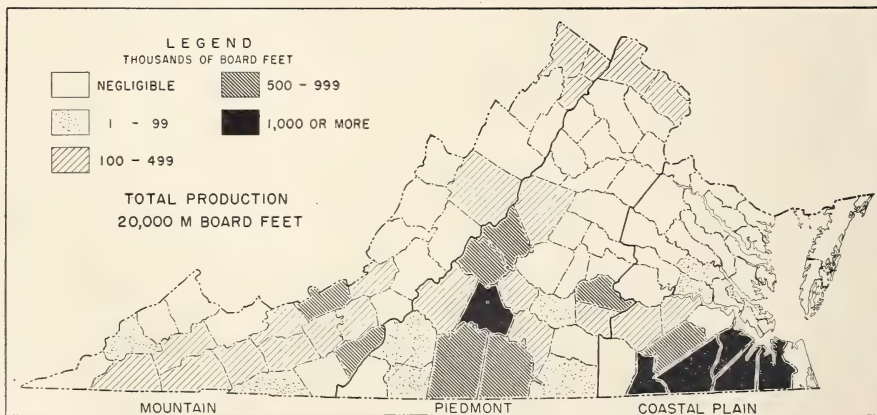 LEGEND
THOUSANDS OF BOARD FEET
NEGLIGIBLE
500 - 999
1 - 99
1,000 OR MORE
100 - 499
TOTAL PRODUCTION
20,000 M BOARD FEET
MOUNTAIN PIEDMONT COASTAL PLAIN